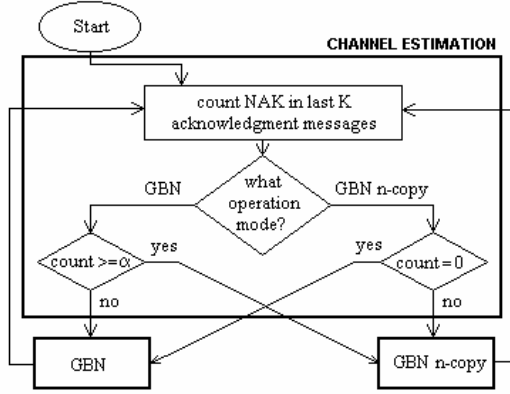 Start
CHANNEL ESTIMATION
count NAK in last K
acknowledgment messages
GBN
what
operation
mode?
GBN n-copy
count >=α
yes
yes
count = 0
no
no
GBN
GBN n-copy